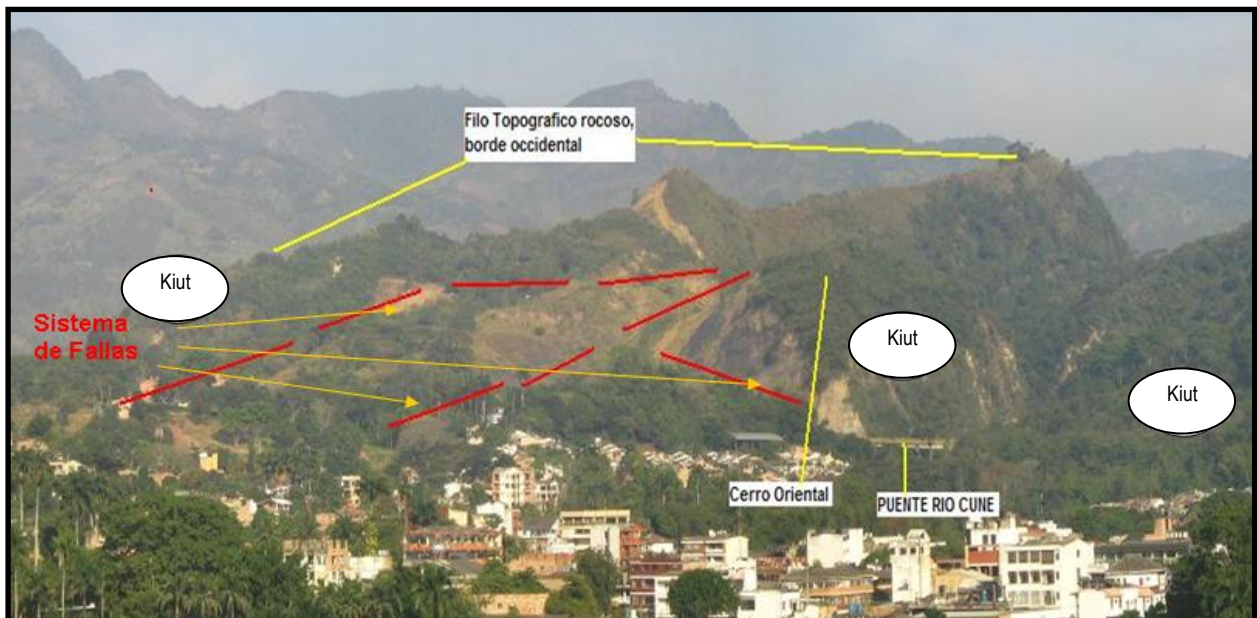 Filo Topografico rocoso,
borde occidental
Kiut
Sistema
de Fallas
Kiut
Kiut
Cerro Oriental
PUENTE RIO CUNE